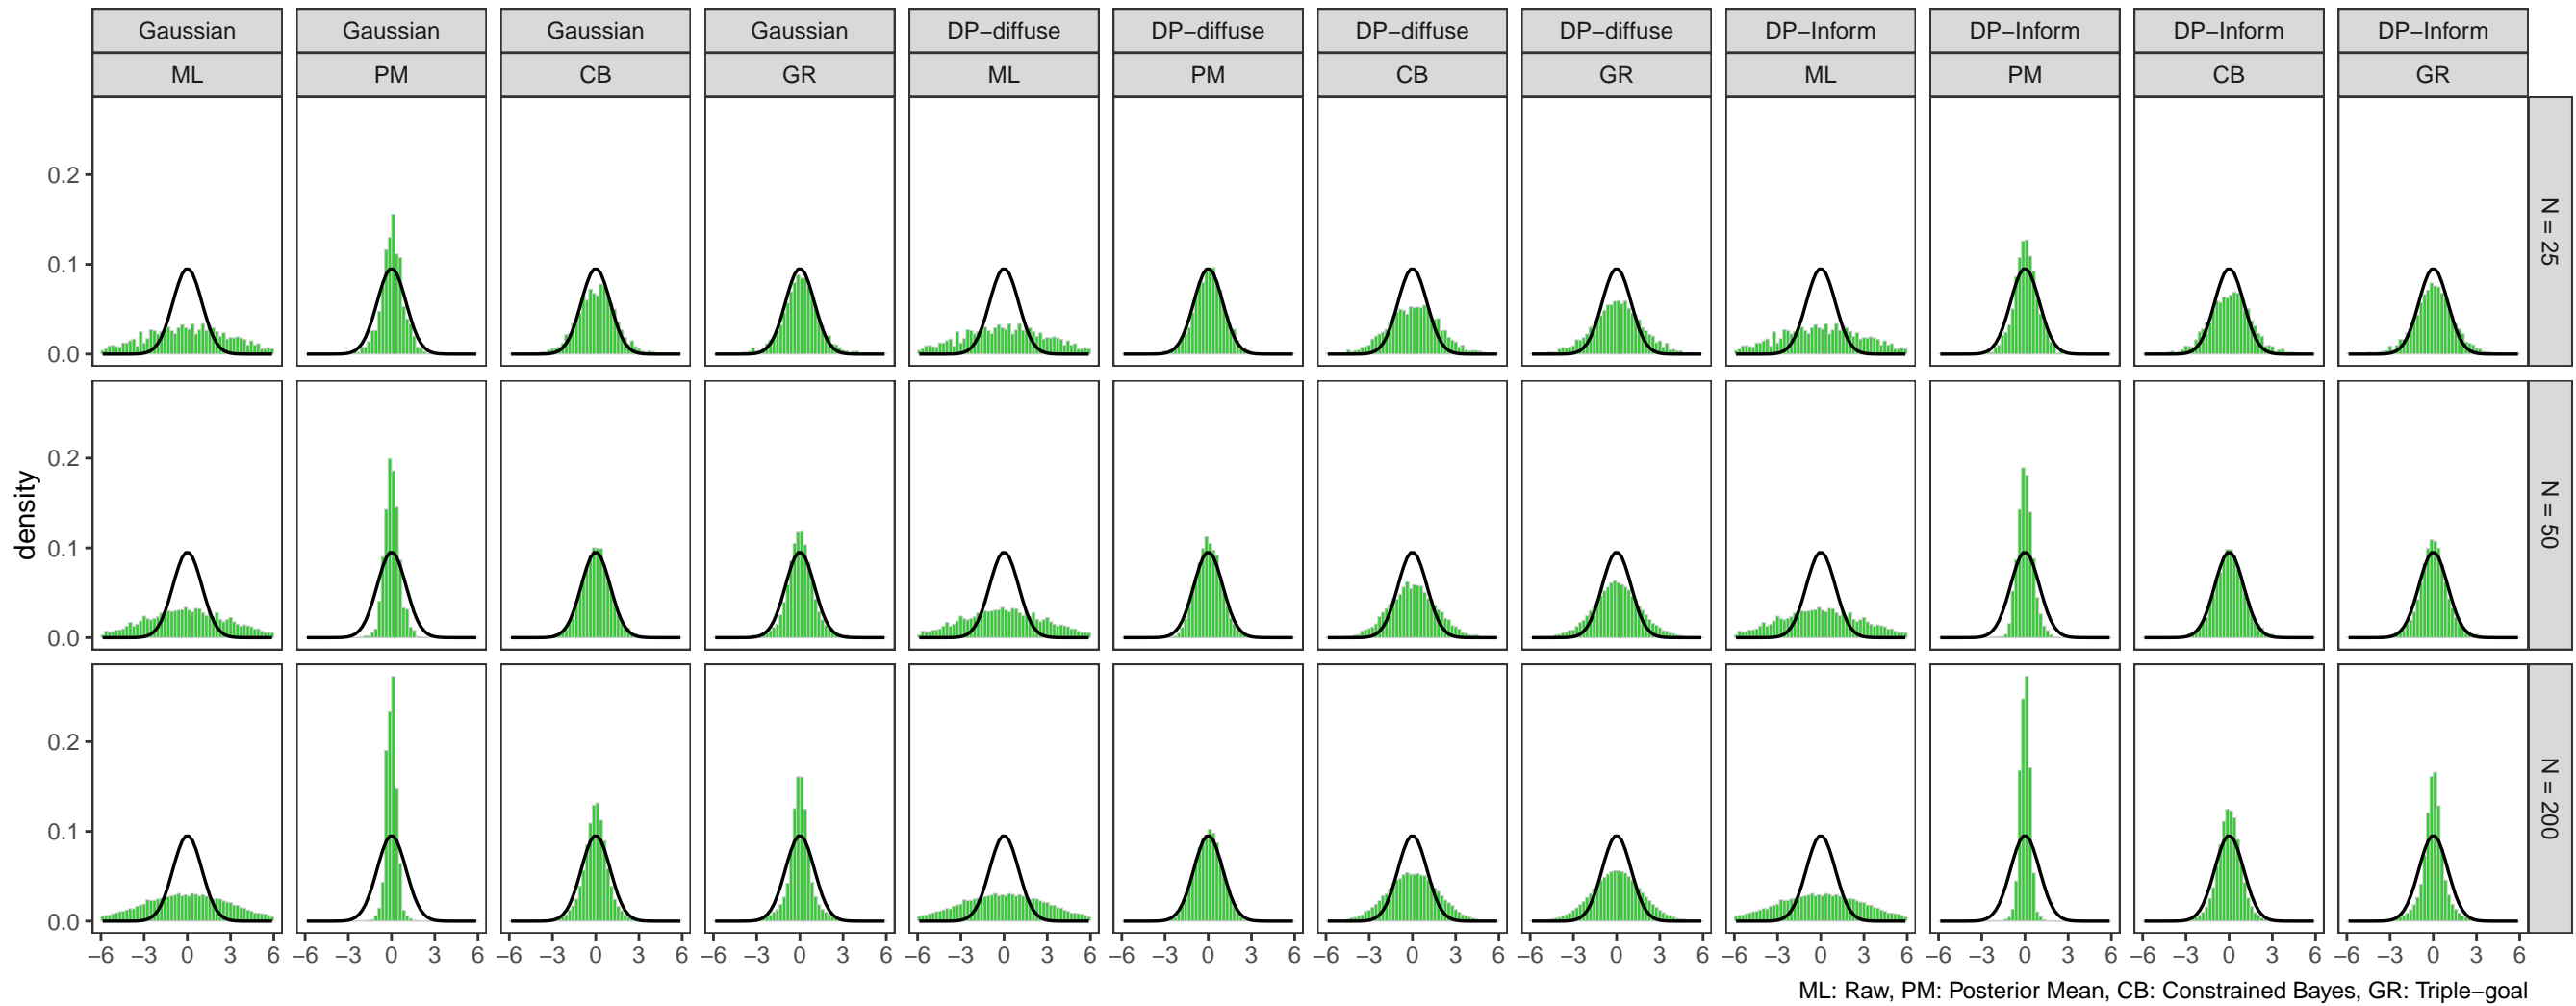 Gaussian Gaussian Gaussian Gaussian DP−diffuse DP−diffuse DP−diffuse DP−diffuse DP−Inform DP−Inform DP−Inform DP−Inform
ML PM CB GR ML PM CB GR ML PM CB GR
0.2
0.1
0.0
N = 25
0.2
0.1
0.0
N = 50
density
0.2
0.1
0.0
N = 200
−6 −3 0 3 6 −6 −3 0 3 6 −6 −3 0 3 6 −6 −3 0 3 6 −6 −3 0 3 6 −6 −3 0 3 6 −6 −3 0 3 6 −6 −3 0 3 6 −6 −3 0 3 6 −6 −3 0 3 6 −6 −3 0 3 6 −6 −3 0 3 6
ML: Raw, PM: Posterior Mean, CB: Constrained Bayes, GR: Triple−goal